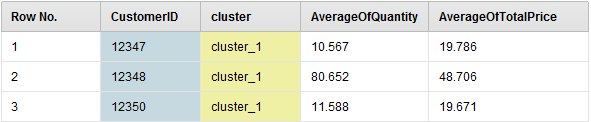 Row No. CustomerID cluster AverageOfQuantity AverageOfTotalPrice
1 12347 cluster_1 10.567 19.786
2 12348 cluster_1 80.652 48.706
3 12350 cluster_1 11.588 19.671